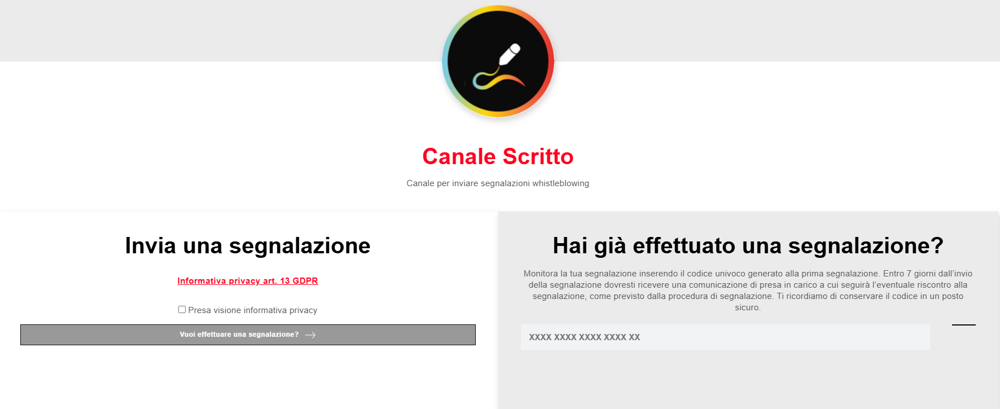 Canale Scritto
Canale per inviare segnalazioni whistleblowing
Invia una segnalazione
Informativa privacy art. 13 GDPR
Presa visione informativa privacy
Vuoi effettuare una segnalazione?
Hai già effettuato una segnalazione?
Monitora la tua segnalazione inserendo il codice univoco generato alla prima segnalazione. Entro 7 giorni dall’invio
della segnalazione dovresti ricevere una comunicazione di presa in carico a cui seguirà l’eventuale riscontro alla
segnalazione, come previsto dalla procedura di segnalazione. Ti ricordiamo di conservare il codice in un posto
sicuro.
XXXX XXXX XXXX XXXX XX